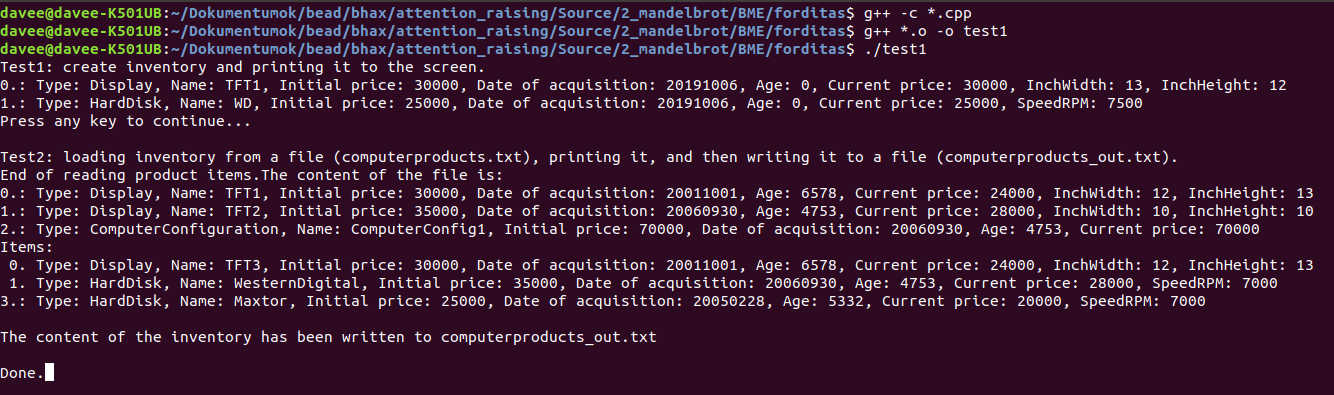 davee@davee-K501UB:~/Dokumentumok/bead/bhax/attention_raising/Source/2_mandelbrot/BME/forditas$ g++ -c *.cpp
davee@davee-K501UB:~/Dokumentumok/bead/bhax/attention_raising/Source/2_mandelbrot/BME/forditas$ g++ *.o -o test1
davee@davee-K501UB:~/Dokumentumok/bead/bhax/attention_raising/Source/2_mandelbrot/BME/forditas$ ./test1
Test1: create inventory and printing it to the screen.
0.: Type: Display, Name: TFT1, Initial price: 30000, Date of acquisition: 20191006, Age: 0, Current price: 30000, InchWidth: 13, InchHeight: 12
1.: Type: HardDisk, Name: WD, Initial price: 25000, Date of acquisition: 20191006, Age: 0, Current price: 25000, SpeedRPM: 7500
Press any key to continue...
Test2: loading inventory from a file (computerproducts.txt), printing it, and then writing it to a file (computerproducts_out.txt).
End of reading product items.The content of the file is:
0.: Type: Display, Name: TFT1, Initial price: 30000, Date of acquisition: 20011001, Age: 6578, Current price: 24000, InchWidth: 12, InchHeight: 13
1.: Type: Display, Name: TFT2, Initial price: 35000, Date of acquisition: 20060930, Age: 4753, Current price: 28000, InchWidth: 10, InchHeight: 10
2.: Type: ComputerConfiguration, Name: ComputerConfig1, Initial price: 70000, Date of acquisition: 20060930, Age: 4753, Current price: 70000
Items:
 0. Type: Display, Name: TFT3, Initial price: 30000, Date of acquisition: 20011001, Age: 6578, Current price: 24000, InchWidth: 12, InchHeight: 13
 1. Type: HardDisk, Name: WesternDigital, Initial price: 35000, Date of acquisition: 20060930, Age: 4753, Current price: 28000, SpeedRPM: 7000
3.: Type: HardDisk, Name: Maxtor, Initial price: 25000, Date of acquisition: 20050228, Age: 5332, Current price: 20000, SpeedRPM: 7000
The content of the inventory has been written to computerproducts_out.txt
Done.